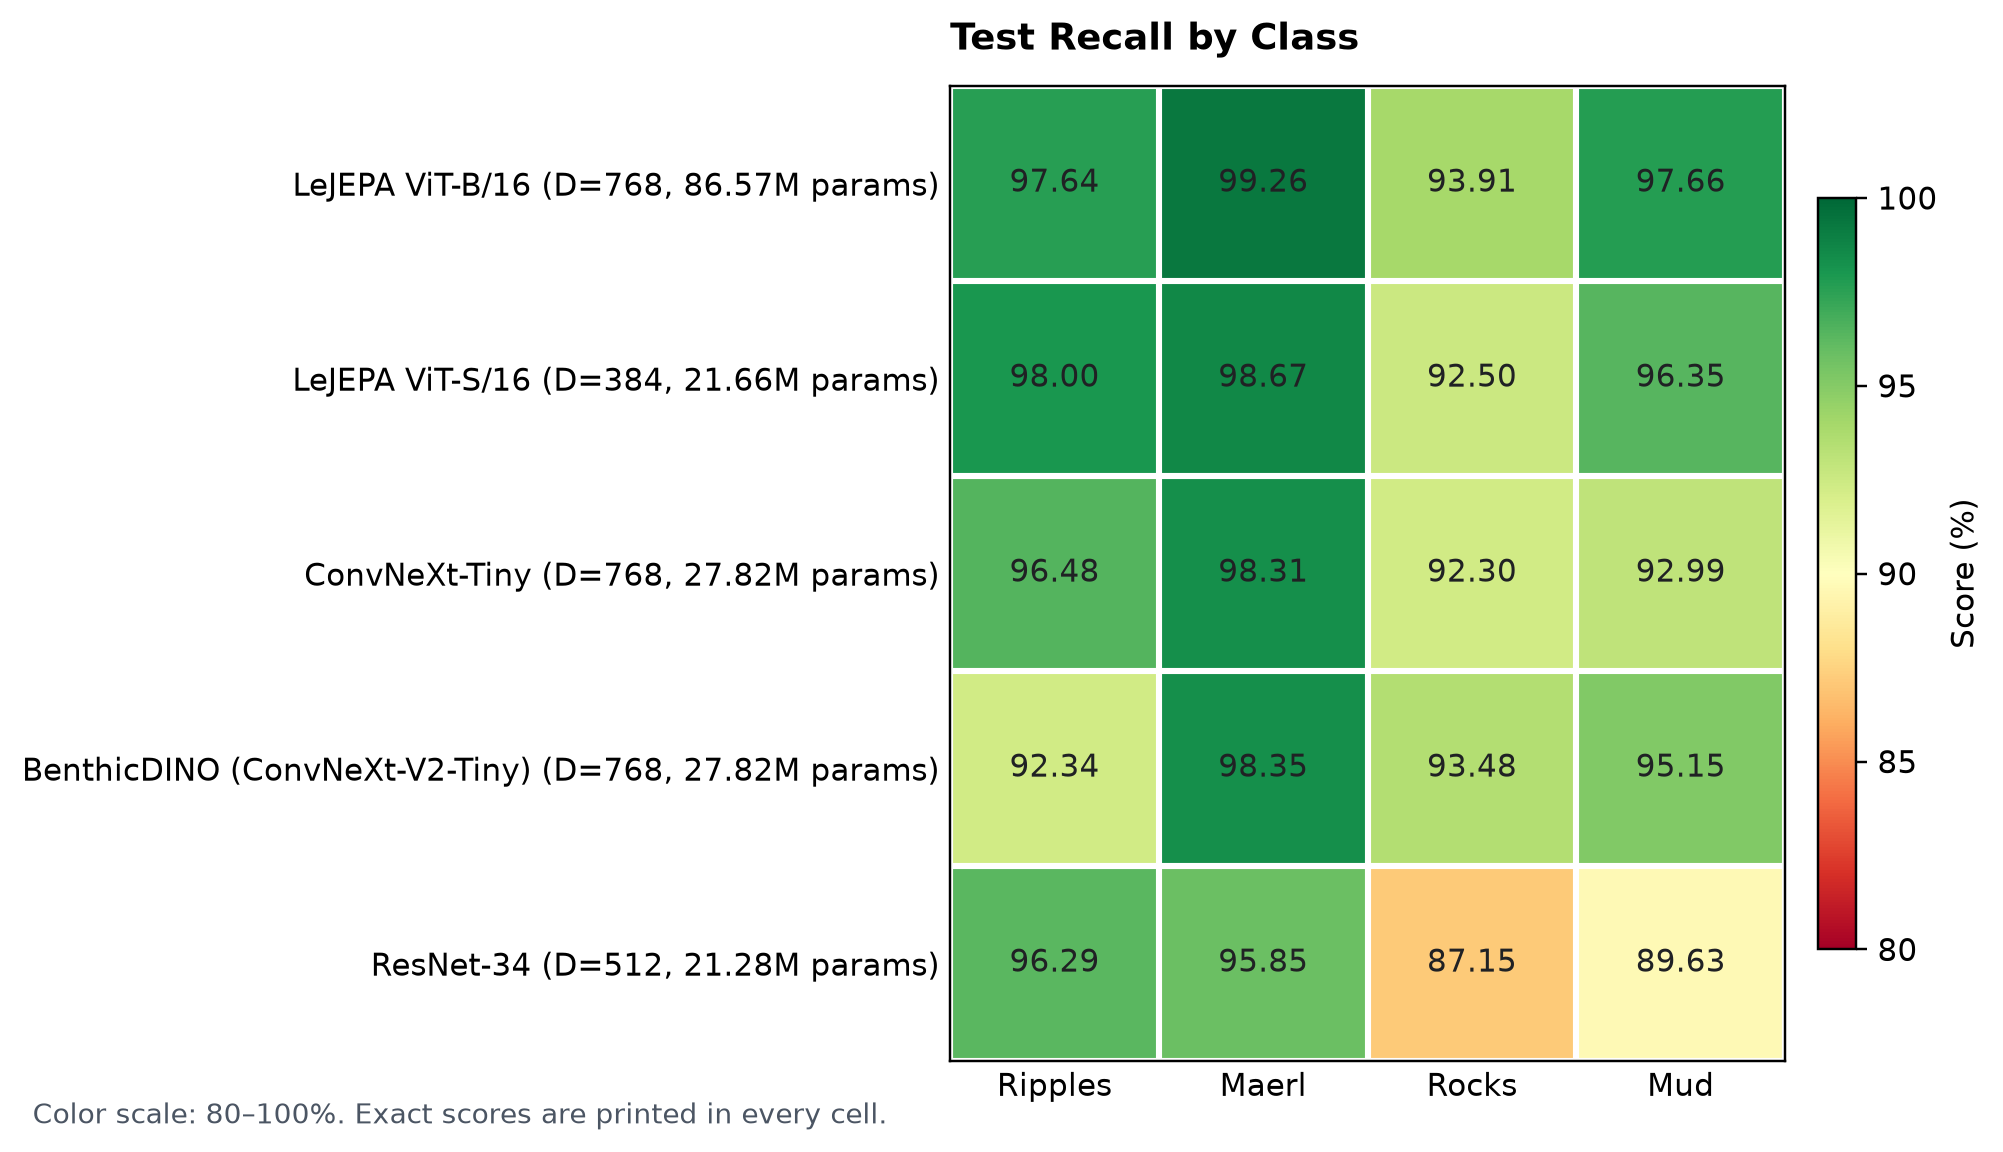 Test Recall by Class
LeJEPA ViT-B/16 (D=768, 86.57M params) 97.64 99.26 93.91 97.66
LeJEPA ViT-S/16 (D=384, 21.66M params) 98.00 98.67 92.50 96.35
ConvNeXt-Tiny (D=768, 27.82M params) 96.48 98.31 92.30 92.99
BenthicDINO (ConvNeXt-V2-Tiny) (D=768, 27.82M params) 92.34 98.35 93.48 95.15
ResNet-34 (D=512, 21.28M params) 96.29 95.85 87.15 89.63
Ripples Maerl Rocks Mud
100
95
90
85
80
Score (%)
Color scale: 80–100%. Exact scores are printed in every cell.